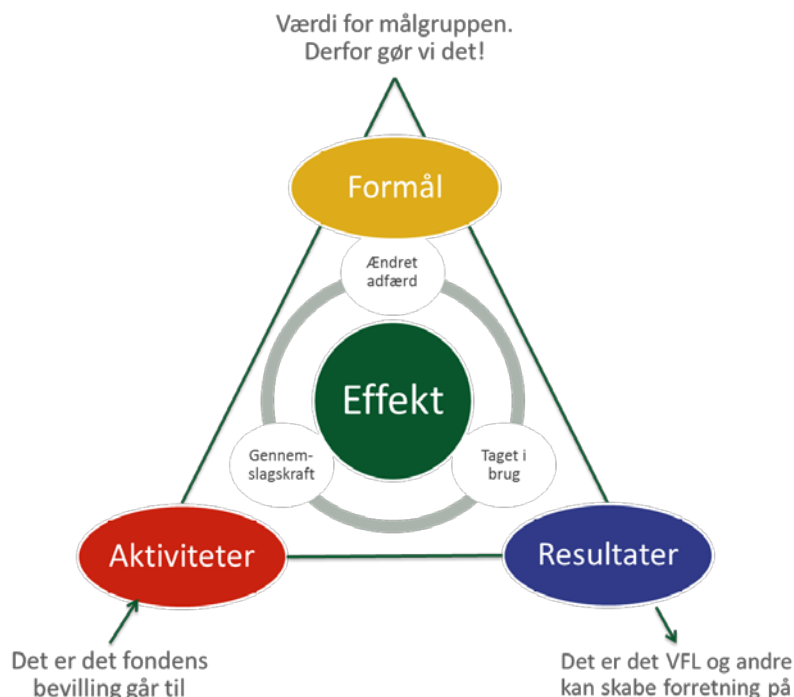 Værdi for målgruppen.
Derfor gør vi det!
Formål
Ændret
adfærd
Effekt
Gennem-
slagskraft
Taget i
brug
Aktiviteter
Resultater
Det er det fondens
bevilling går til
Det er det VFL og andre
kan skabe forretning på